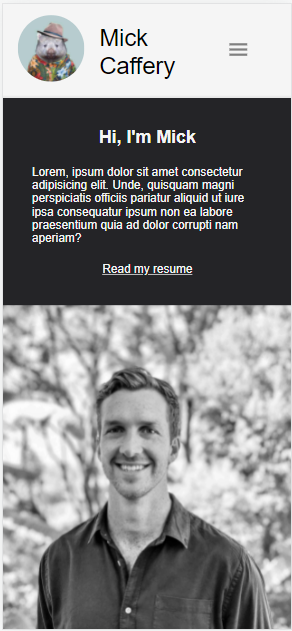 Mick
Caffery
Hi, I'm Mick
Lorem, ipsum dolor sit amet consectetur
adipisicing elit. Unde, quisquam magni
perspiciatis officiis pariatur aliquid ut iure
ipsa consequatur ipsum non ea labore
praesentium quia ad dolor corrupti nam
aperiam?
Read my resume